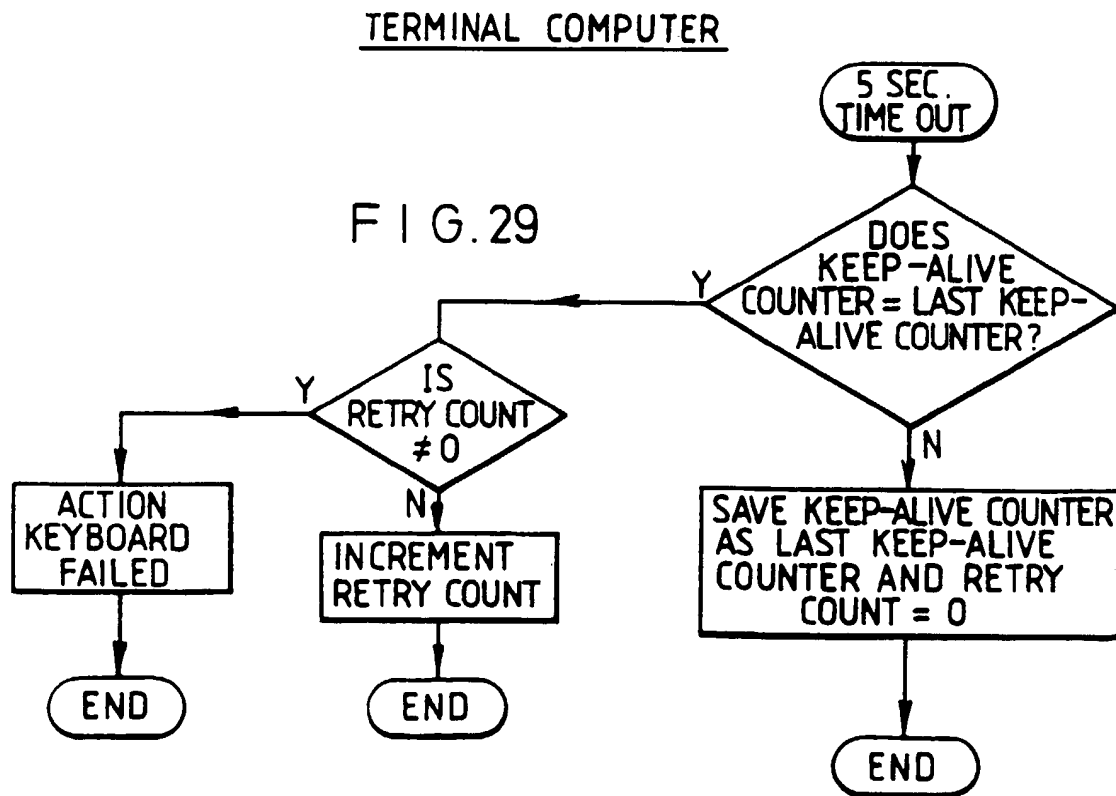 TERMINAL COMPUTER
5 SEC.
TIME OUT
FIG. 29
DOES
KEEP-ALIVE
COUNTER = LAST KEEP-
ALIVE COUNTER?
Y
N
IS
RETRY COUNT
≠ 0
Y
N
ACTION
KEYBOARD
FAILED
INCREMENT
RETRY COUNT
SAVE KEEP-ALIVE COUNTER
AS LAST KEEP-ALIVE
COUNTER AND RETRY
COUNT = 0
END
END
END